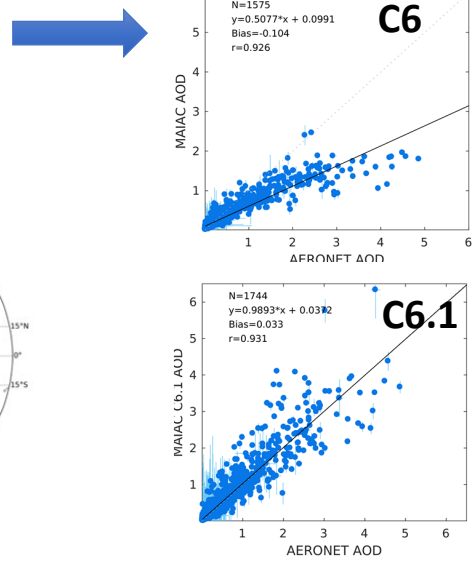 N=1575
y=0.5077*x + 0.0991
Bias=-0.104
r=0.926
C6
5
4
3
2
1
MAIAC AOD
1 2 3 4 5 6
AERONET AOD
15°N
0°
15°S
N=1744
y=0.9893*x + 0.0372
Bias=0.033
r=0.931
C6.1
6
5
4
3
2
1
MAIAC C6.1 AOD
1 2 3 4 5 6
AERONET AOD